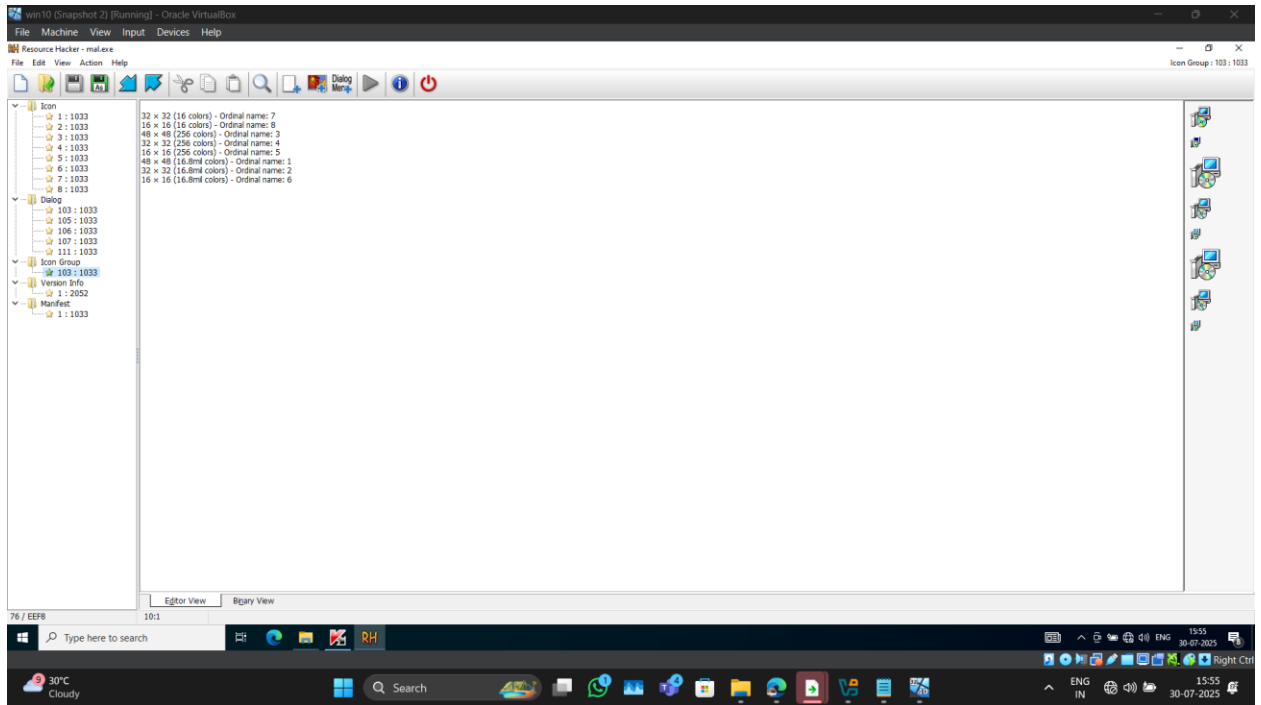 win10 (Snapshot 2) [Running] - Oracle VirtualBox
File Machine View Input Devices Help
Resource Hacker - mal.exe
File Edit View Action Help
Icon Group : 103 : 1033
As
Dialog
Menu
Icon
1 : 1033
2 : 1033
3 : 1033
4 : 1033
5 : 1033
6 : 1033
7 : 1033
8 : 1033
Dialog
103 : 1033
105 : 1033
106 : 1033
107 : 1033
111 : 1033
Icon Group
103 : 1033
Version Info
1 : 2052
Manifest
1 : 1033
32 × 32 (16 colors) - Ordinal name: 7
16 × 16 (16 colors) - Ordinal name: 8
48 × 48 (256 colors) - Ordinal name: 3
32 × 32 (256 colors) - Ordinal name: 4
16 × 16 (256 colors) - Ordinal name: 5
48 × 48 (16.8mil colors) - Ordinal name: 1
32 × 32 (16.8mil colors) - Ordinal name: 2
16 × 16 (16.8mil colors) - Ordinal name: 6
Editor View Binary View
76 / EEF8 10:1
Type here to search
RH
ENG
15:55
30-07-2025
Right Ctrl
9
30°C
Cloudy
Search
ENG
IN
15:55
30-07-2025